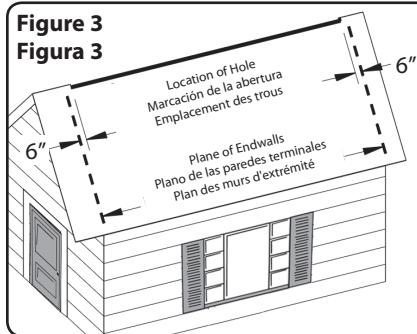 Figure 3
Figura 3
Location of Hole
Marcación de la abertura
Emplacement des trous
6”
6”
Plane of Endwalls
Plano de las paredes terminales
Plan des murs d'extrémité